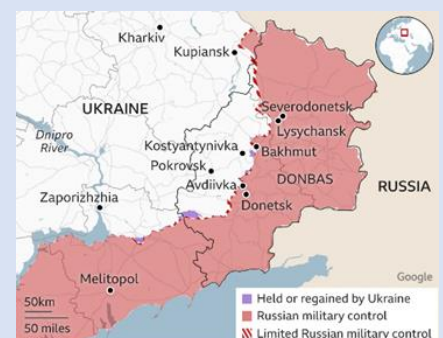 Kharkiv
Kupiansk
UKRAINE
Severodonetsk
Lysychansk
Dnipro
River
Kostyantynivka
Bakhmut
Pokrovsk
Avdiivka
DONBAS
RUSSIA
Zaporizhzhia
Donetsk
Melitopol
Google
50km
50 miles
Held or regained by Ukraine
Russian military control
Limited Russian military control